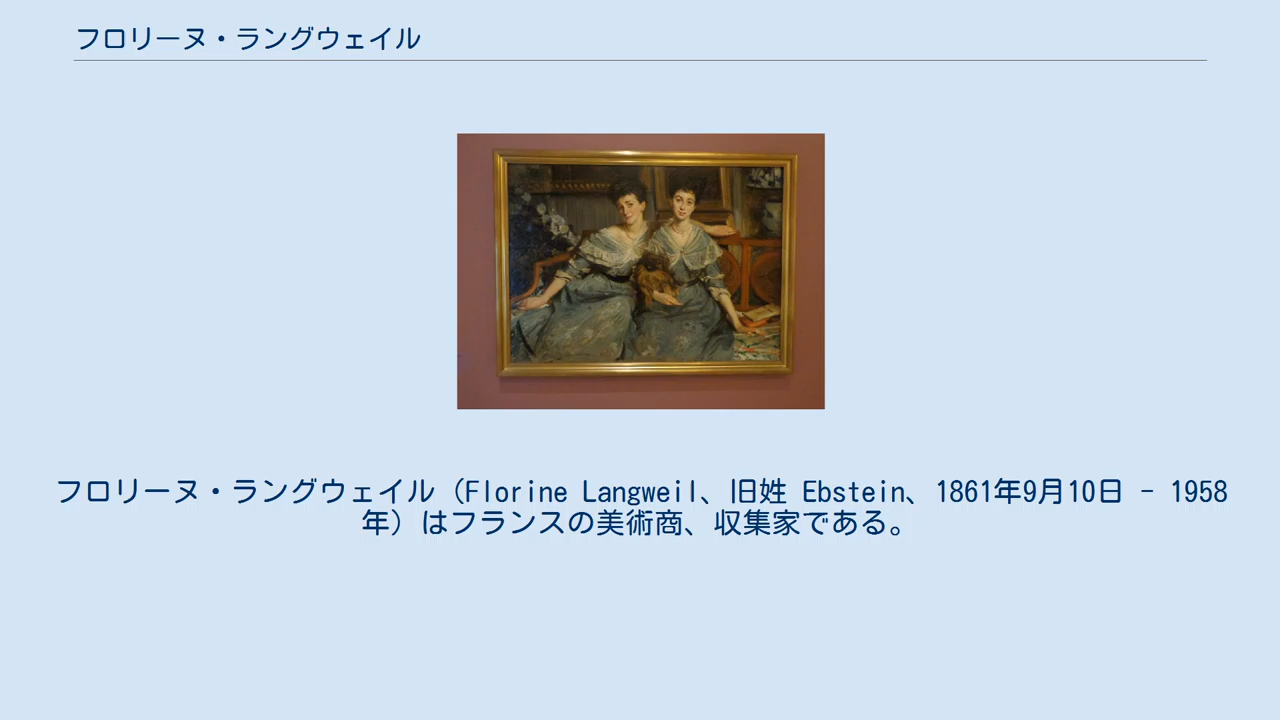 フロリーヌ・ラングウェイル
フロリーヌ・ラングウェイル（Florine Langweil、旧姓 Ebstein、1861年9月10日 - 1958
年）はフランスの美術商、収集家である。